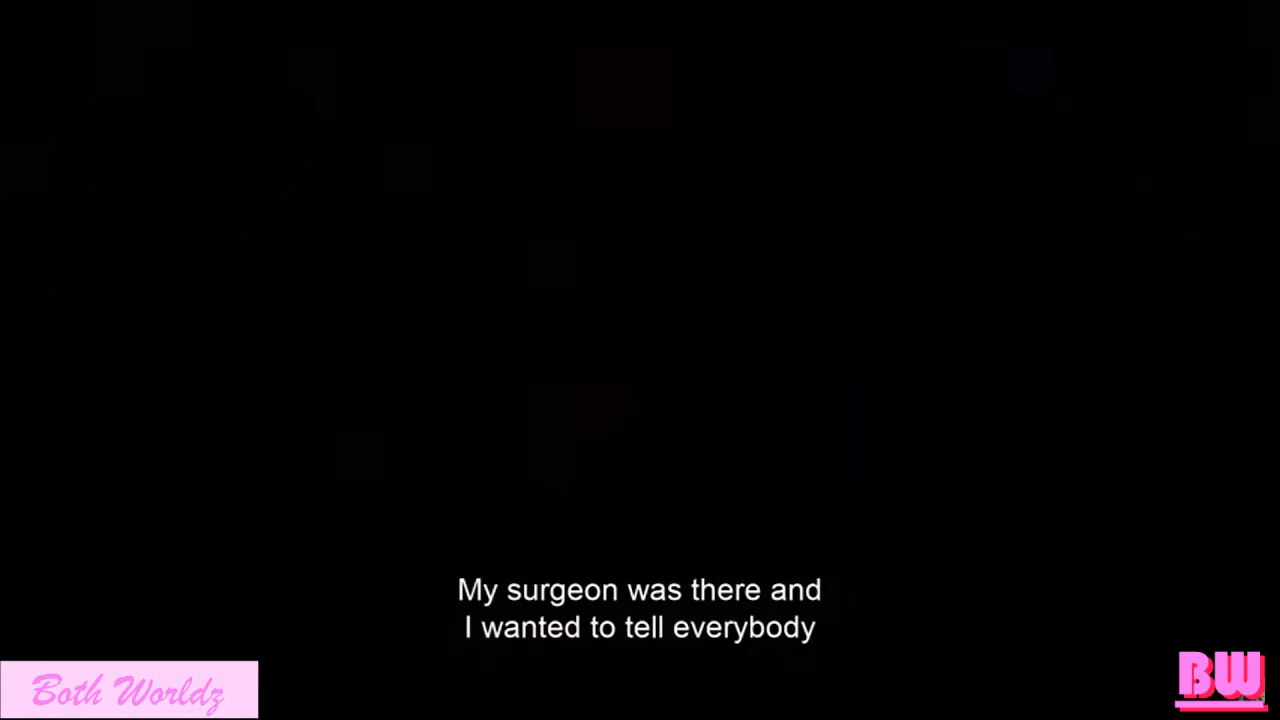 My surgeon was there and
I wanted to tell everybody
Both Worldz
BW